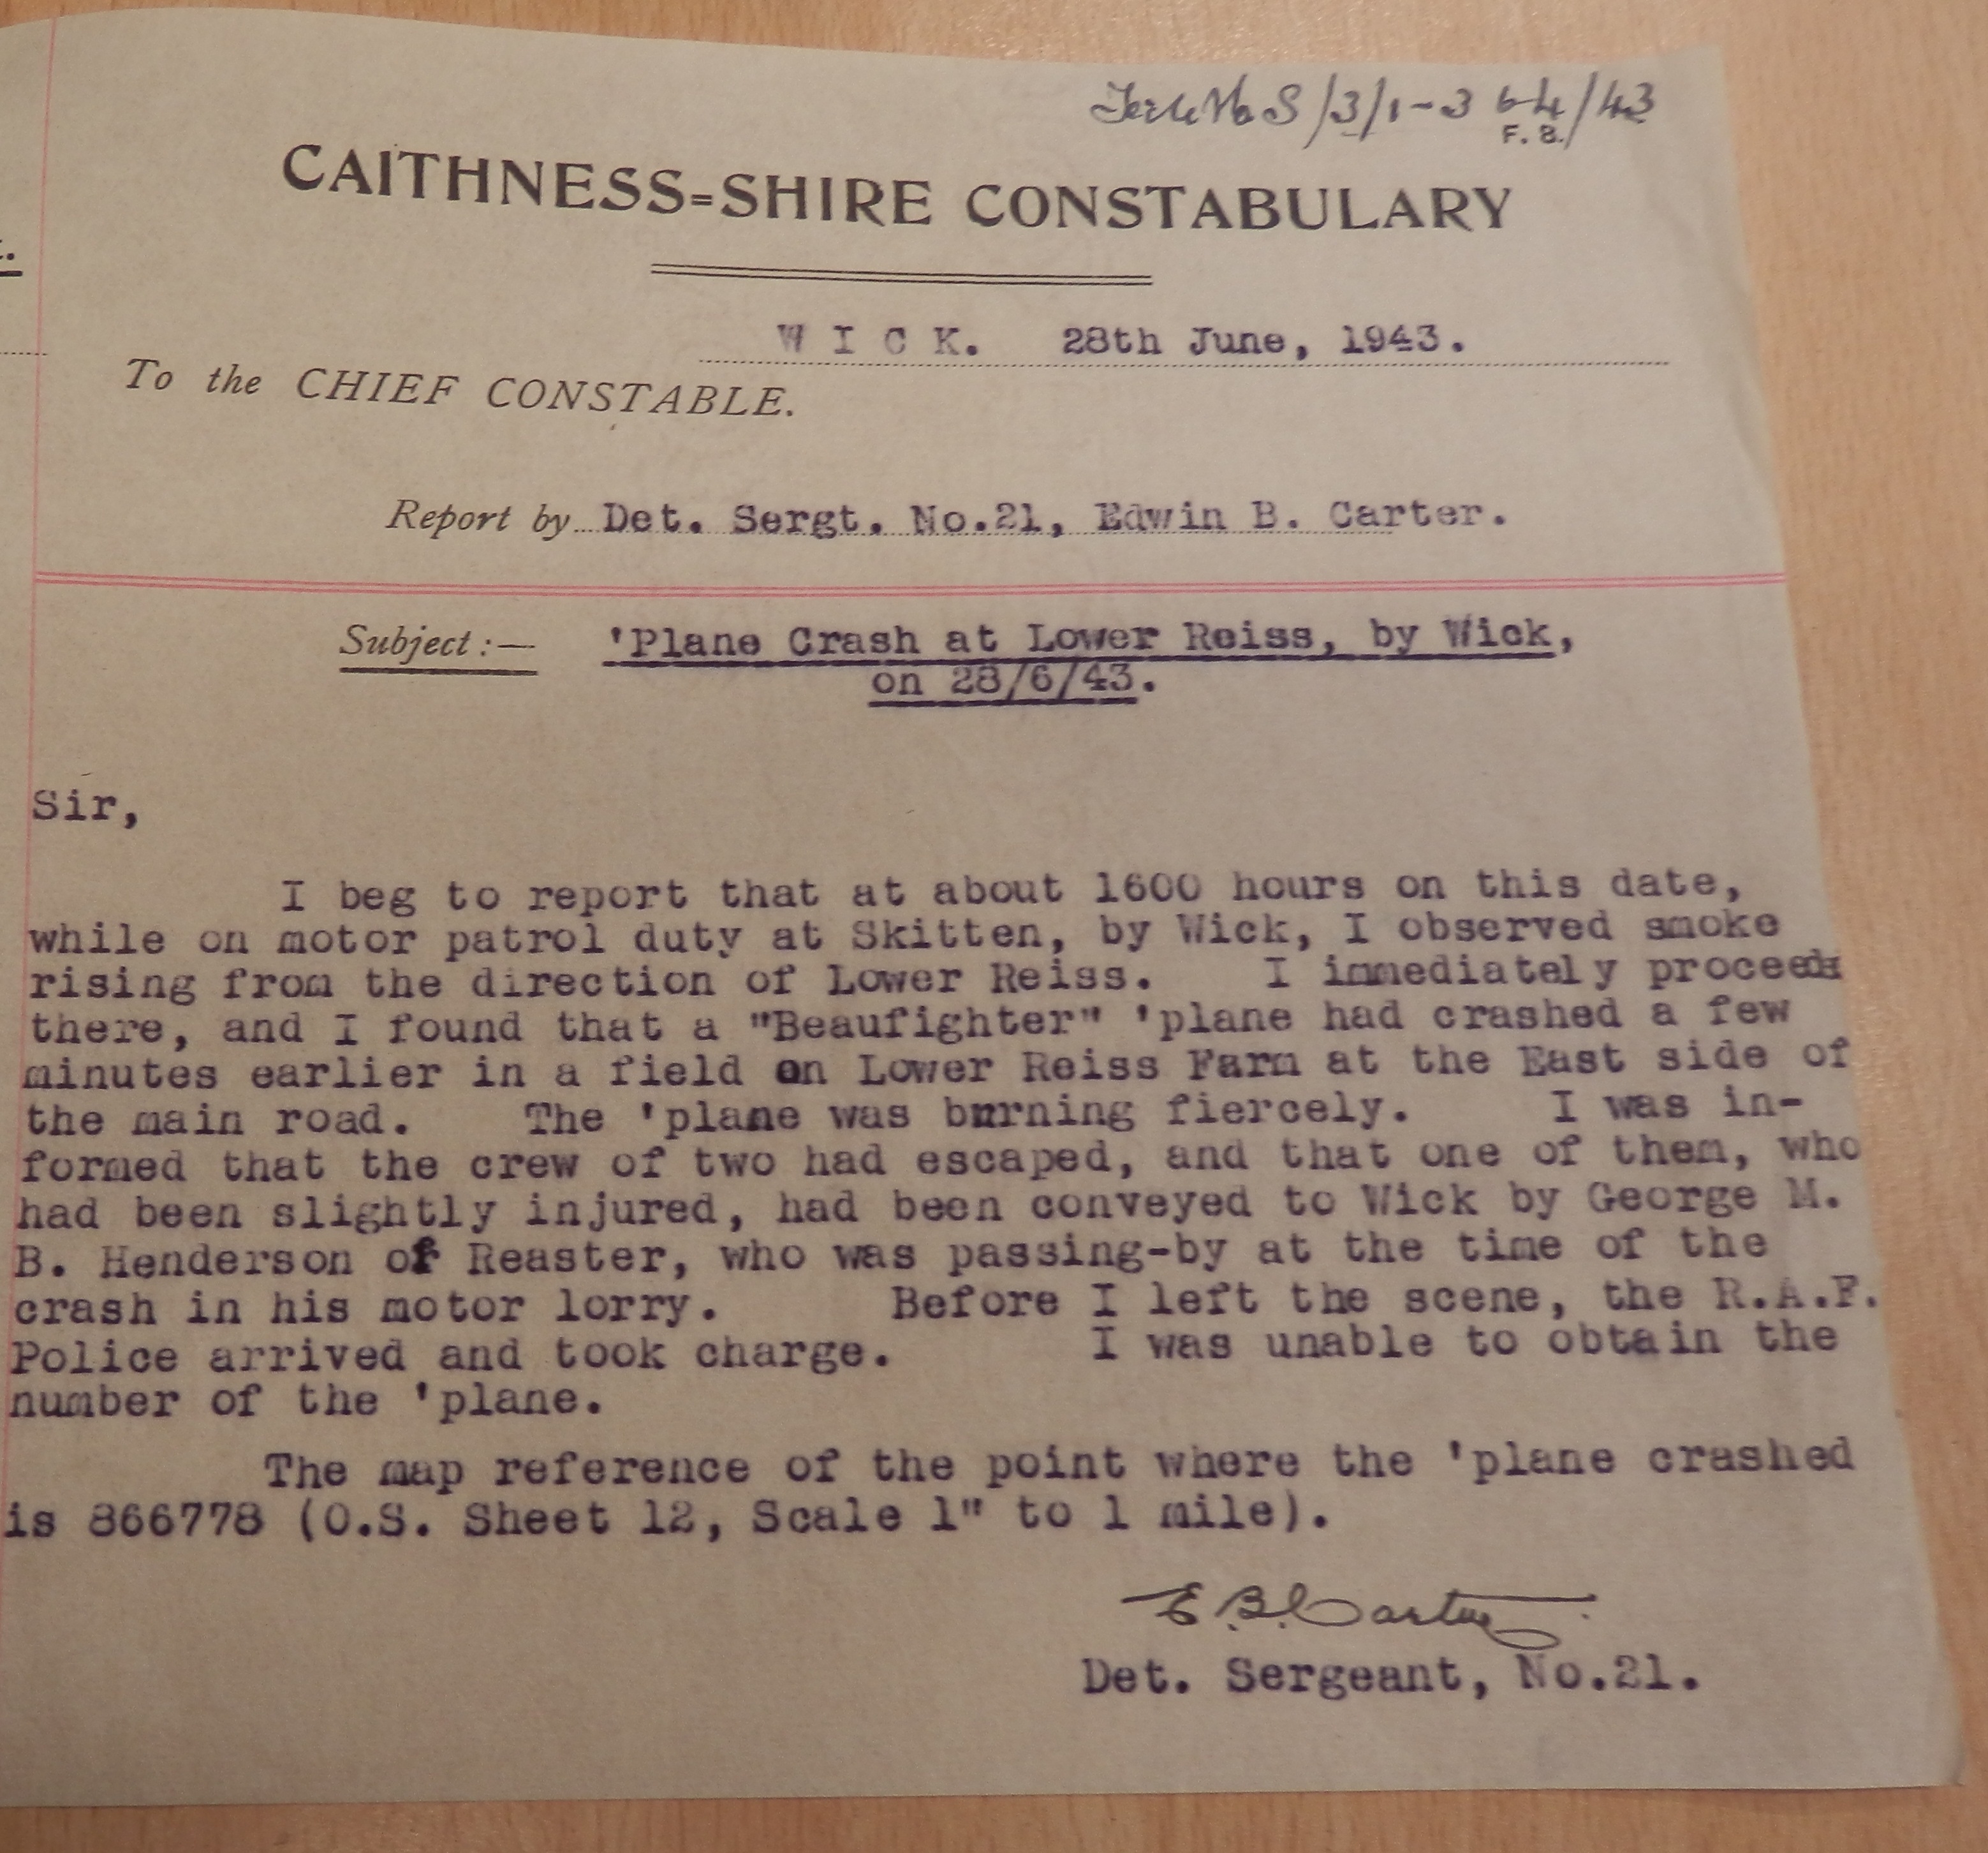 S/3/1-3 64/43
F. 8.
CAITHNESS=SHIRE CONSTABULARY
W I C K. 28th June, 1943.
To the CHIEF CONSTABLE.
Report by Det. Sergt. No.21, Edwin B. Carter.
Subject :— 'Plane Crash at Lower Reiss, by Wick,
on 28/6/43.
Sir,
I beg to report that at about 1600 hours on this date,
while on motor patrol duty at Skitten, by Wick, I observed smoke
rising from the direction of Lower Reiss. I immediately proceeds
there, and I found that a "Beaufighter" 'plane had crashed a few
minutes earlier in a field on Lower Reiss Farm at the East side of
the main road. The 'plane was burning fiercely. I was in-
formed that the crew of two had escaped, and that one of them, who
had been slightly injured, had been conveyed to Wick by George M.
B. Henderson of Reaster, who was passing-by at the time of the
crash in his motor lorry. Before I left the scene, the R.A.F.
Police arrived and took charge. I was unable to obtain the
number of the 'plane.
The map reference of the point where the 'plane crashed
is 866778 (O.S. Sheet 12, Scale 1" to 1 mile).
E. B. Carter
Det. Sergeant, No.21.